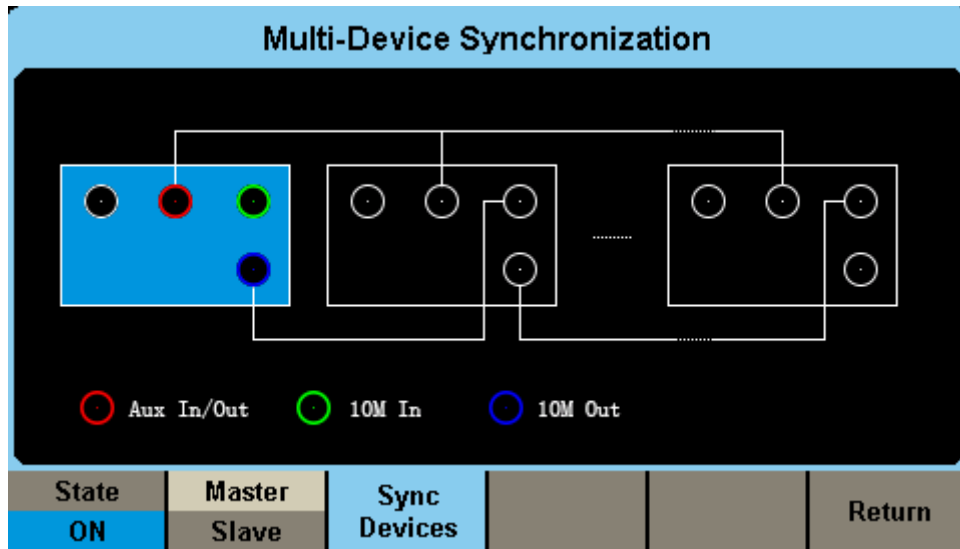 Multi-Device Synchronization
Aux In/Out 10M In 10M Out
State Master Sync
Devices Return
ON Slave